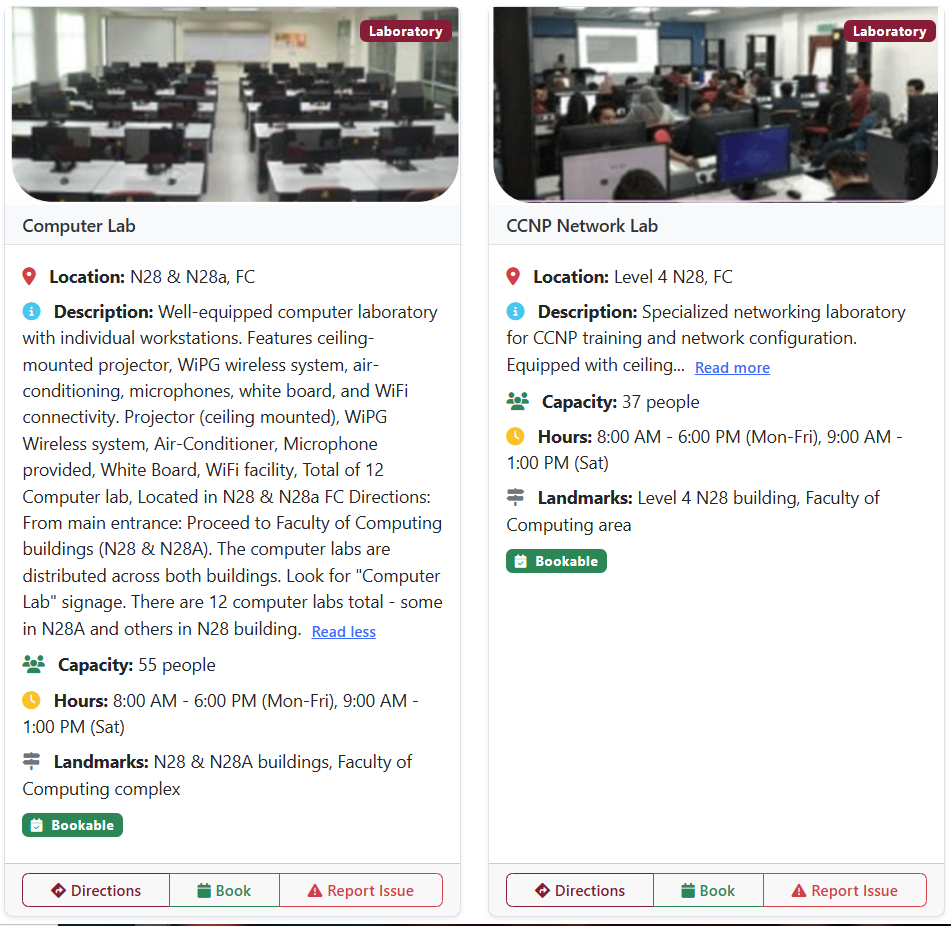 Laboratory
Computer Lab
Location: N28 & N28a, FC
Description: Well-equipped computer laboratory
with individual workstations. Features ceiling-
mounted projector, WiPG wireless system, air-
conditioning, microphones, white board, and WiFi
connectivity. Projector (ceiling mounted), WiPG
Wireless system, Air-Conditioner, Microphone
provided, White Board, WiFi facility, Total of 12
Computer lab, Located in N28 & N28a FC Directions:
From main entrance: Proceed to Faculty of Computing
buildings (N28 & N28A). The computer labs are
distributed across both buildings. Look for "Computer
Lab" signage. There are 12 computer labs total - some
in N28A and others in N28 building. Read less
Capacity: 55 people
Hours: 8:00 AM - 6:00 PM (Mon-Fri), 9:00 AM -
1:00 PM (Sat)
Landmarks: N28 & N28A buildings, Faculty of
Computing complex
Bookable
Directions
Book
Report Issue
Laboratory
CCNP Network Lab
Location: Level 4 N28, FC
Description: Specialized networking laboratory
for CCNP training and network configuration.
Equipped with ceiling... Read more
Capacity: 37 people
Hours: 8:00 AM - 6:00 PM (Mon-Fri), 9:00 AM -
1:00 PM (Sat)
Landmarks: Level 4 N28 building, Faculty of
Computing area
Bookable
Directions
Book
Report Issue